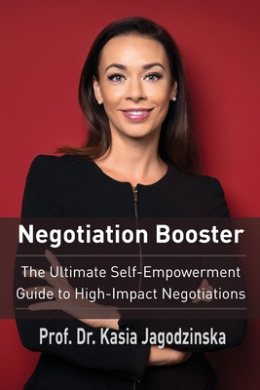 Negotiation Booster
The Ultimate Self-Empowerment
Guide to High-Impact Negotiations
Prof. Dr. Kasia Jagodzinska